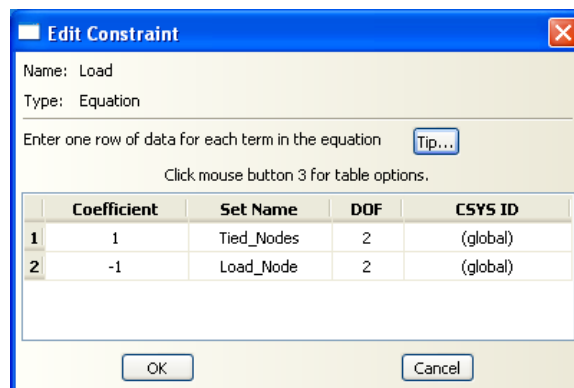 Edit Constraint
Name: Load
Type: Equation
Enter one row of data for each term in the equation Tip...
Click mouse button 3 for table options.
Coefficient Set Name DOF CSYS ID
1 1 Tied_Nodes 2 (global)
2 -1 Load_Node 2 (global)
OK Cancel